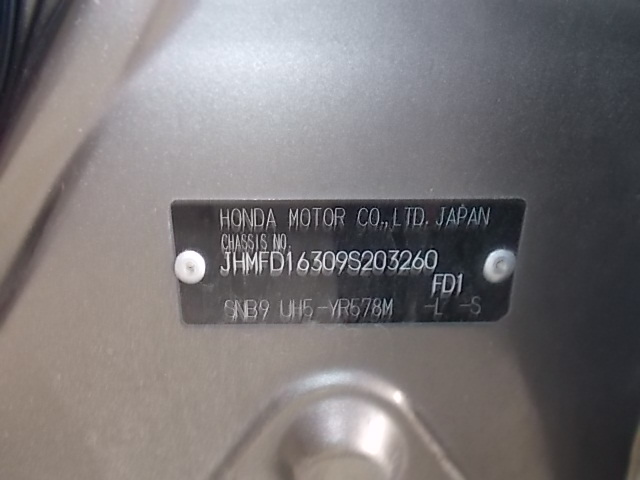 HONDA MOTOR CO.,LTD. JAPAN
CHASSIS NO.
JHMFD16309S203260
FD1
SNB9 UH5-YR578M -L -S